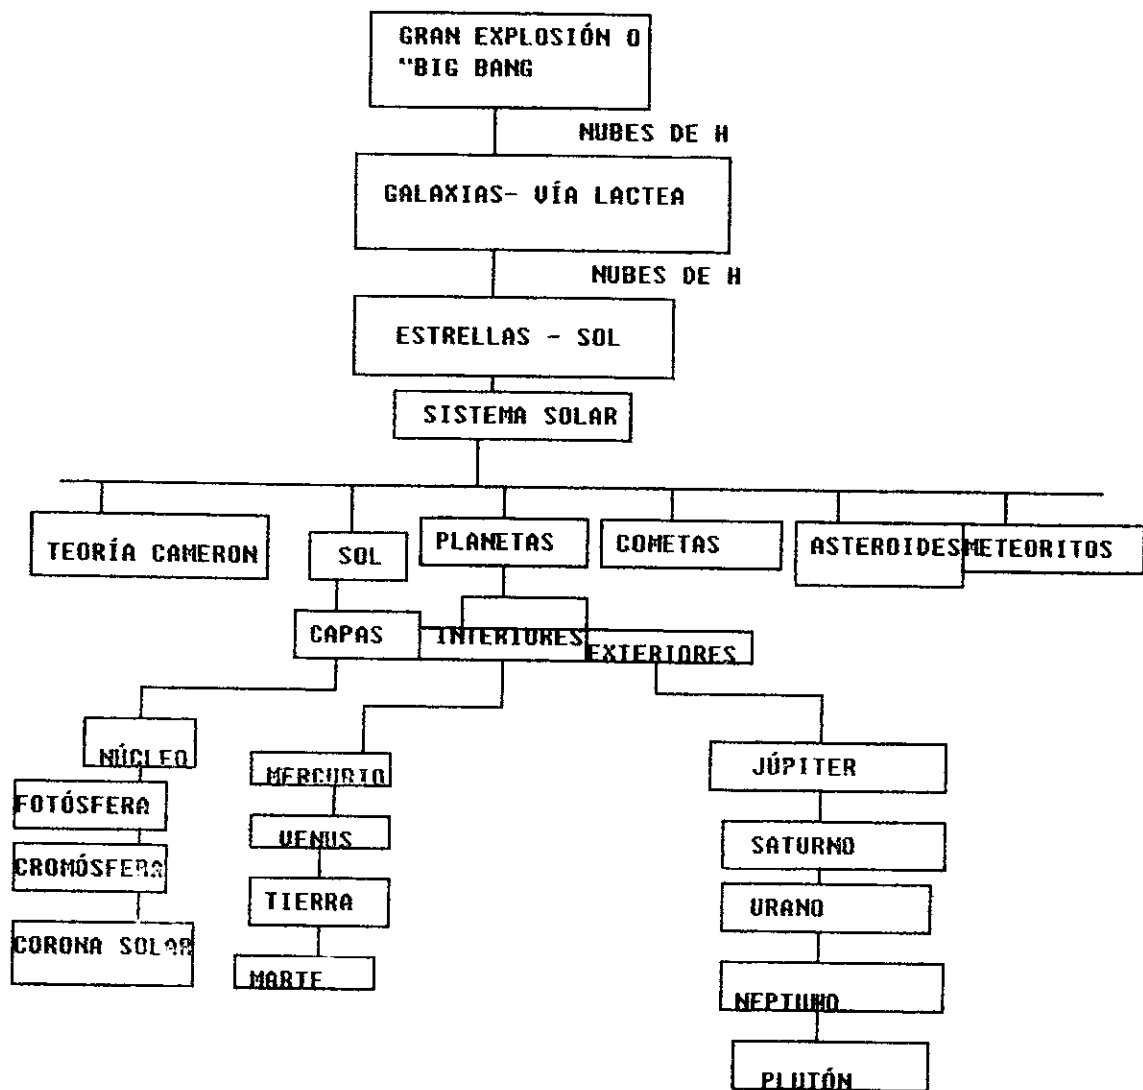 GRAN EXPLOSIÓN O
"BIG BANG
NUBES DE H
GALAXIAS- VÍA LACTEA
NUBES DE H
ESTRELLAS - SOL
SISTEMA SOLAR
TEORÍA CAMERON
SOL
PLANETAS
COMETAS
ASTEROIDES
METEORITOS
CAPAS
INTERIORES
EXTERIORES
NÚCLEO
FOTÓSFERA
CROMÓSFERA
CORONA SOLAR
MERCURIO
VENUS
TIERRA
MARTE
JÚPITER
SATURNO
URANO
NEPTUNO
PLUTÓN